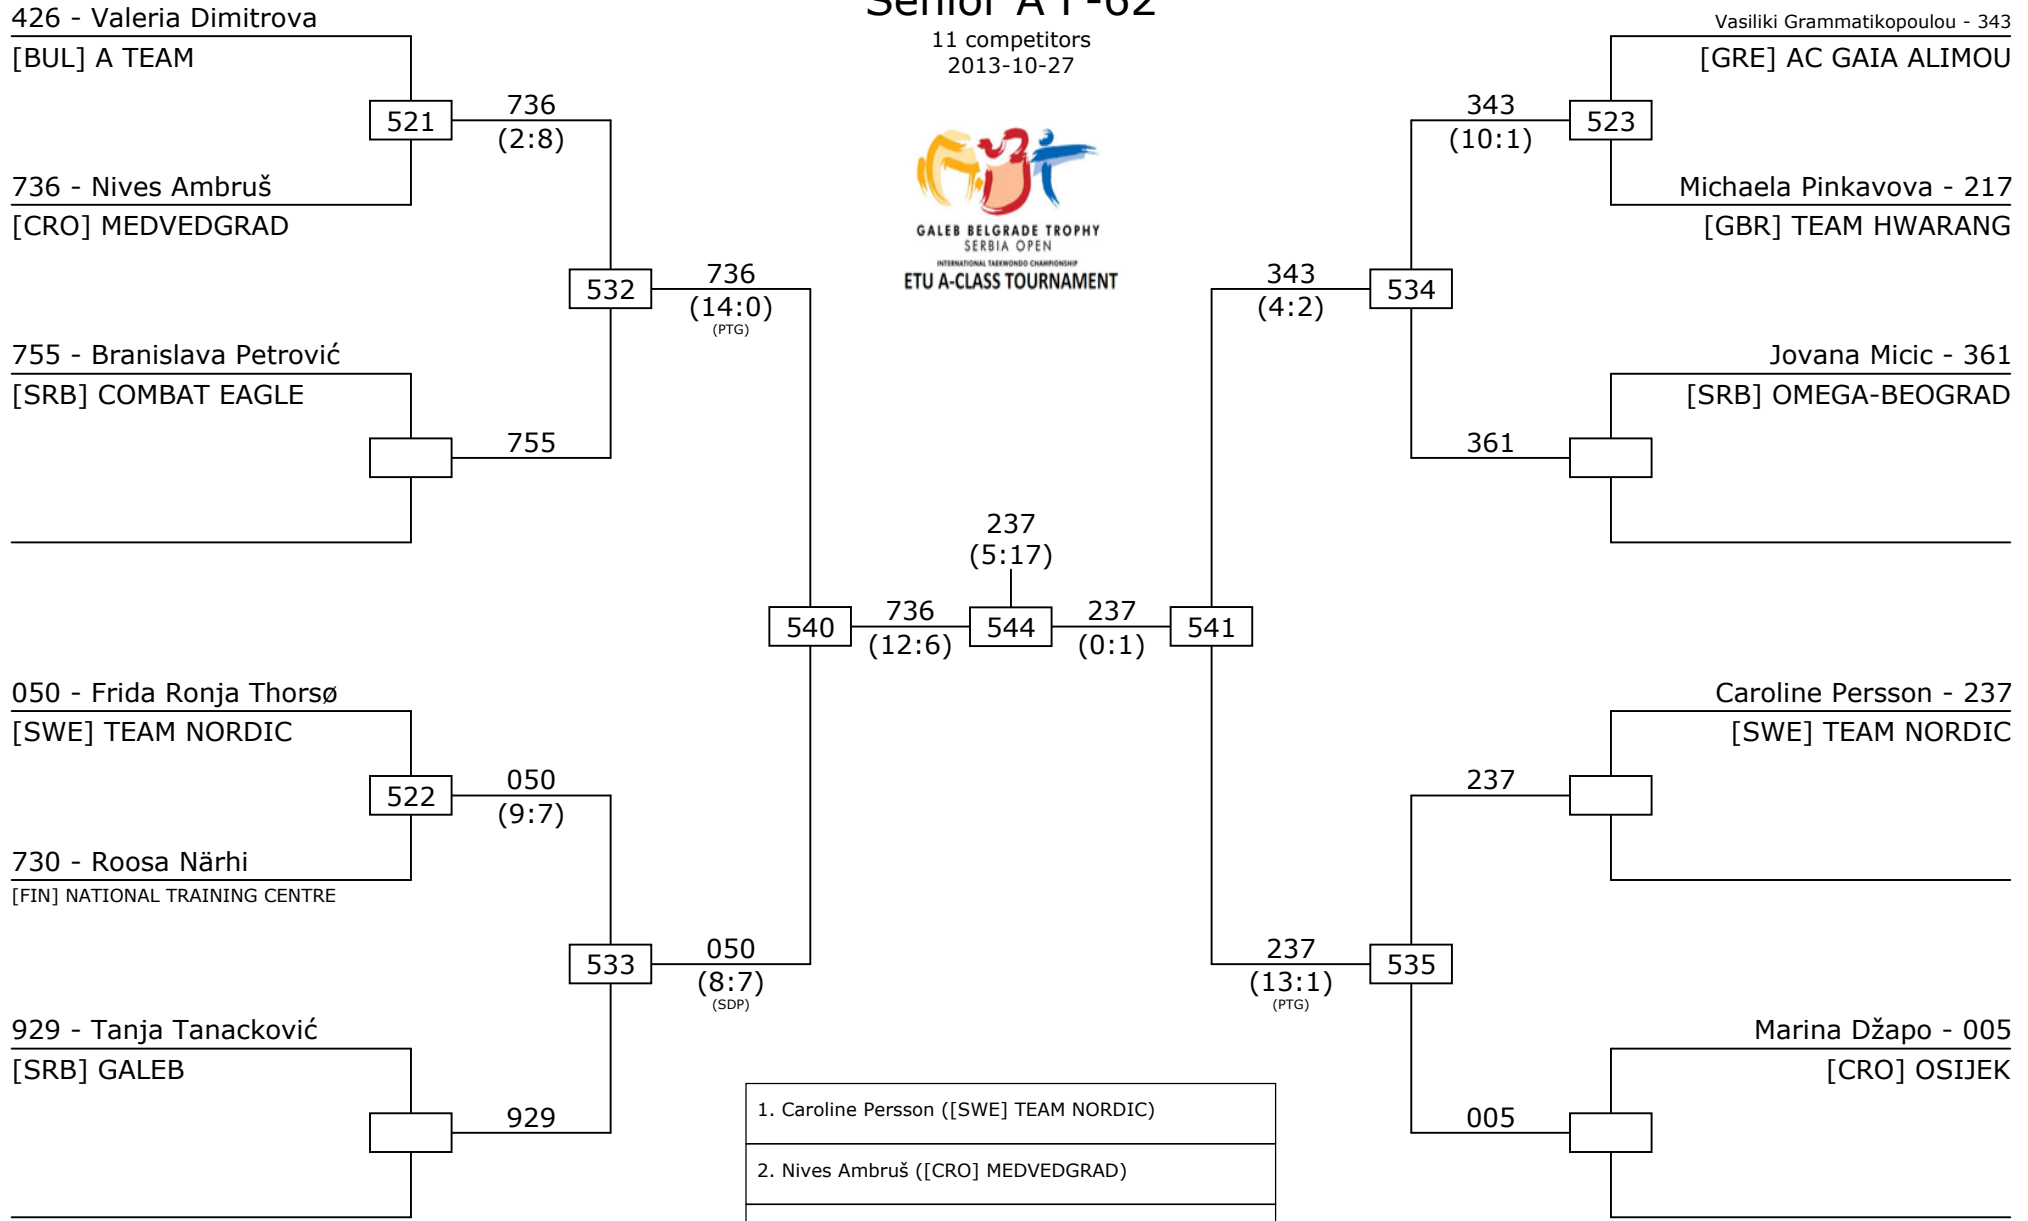 Senior A F-62
11 competitors
2013-10-27
GALEB BELGRADE TROPHY
SERBIA OPEN
INTERNATIONAL TAEKWONDO CHAMPIONSHIP
ETU A-CLASS TOURNAMENT
426 - Valeria Dimitrova
[BUL] A TEAM
521
736
(2:8)
736 - Nives Ambruš
[CRO] MEDVEDGRAD
532
736
(14:0)
(PTG)
755 - Branislava Petrović
[SRB] COMBAT EAGLE
755
540
736
(12:6)
050 - Frida Ronja Thorsø
[SWE] TEAM NORDIC
522
050
(9:7)
730 - Roosa Närhi
[FIN] NATIONAL TRAINING CENTRE
533
050
(8:7)
(SDP)
929 - Tanja Tanacković
[SRB] GALEB
929
237
(5:17)
544
237
(0:1)
541
Vasiliki Grammatikopoulou - 343
[GRE] AC GAIA ALIMOU
343
(10:1)
523
Michaela Pinkavova - 217
[GBR] TEAM HWARANG
343
(4:2)
534
Jovana Micic - 361
[SRB] OMEGA-BEOGRAD
361
Caroline Persson - 237
[SWE] TEAM NORDIC
237
237
(13:1)
(PTG)
535
Marina Džapo - 005
[CRO] OSIJEK
005
1. Caroline Persson ([SWE] TEAM NORDIC)
2. Nives Ambruš ([CRO] MEDVEDGRAD)